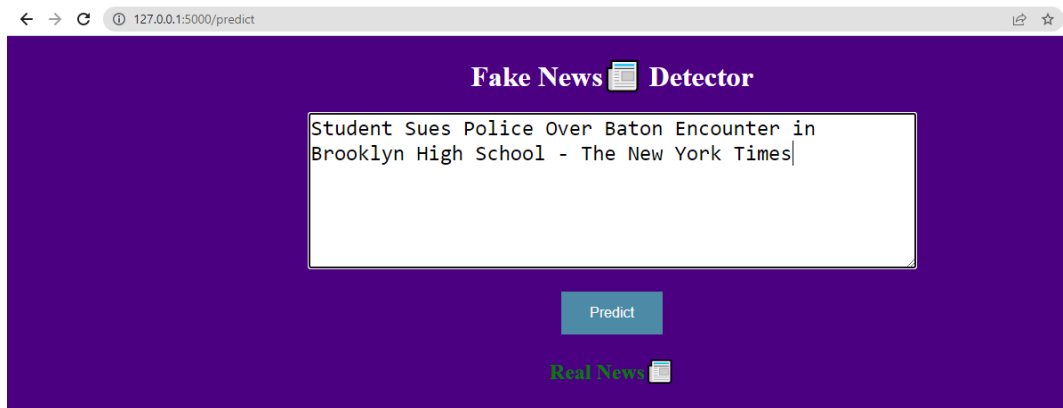 127.0.0.1:5000/predict
Fake News📰 Detector
Student Sues Police Over Baton Encounter in
Brooklyn High School - The New York Times
Predict
Real News📰